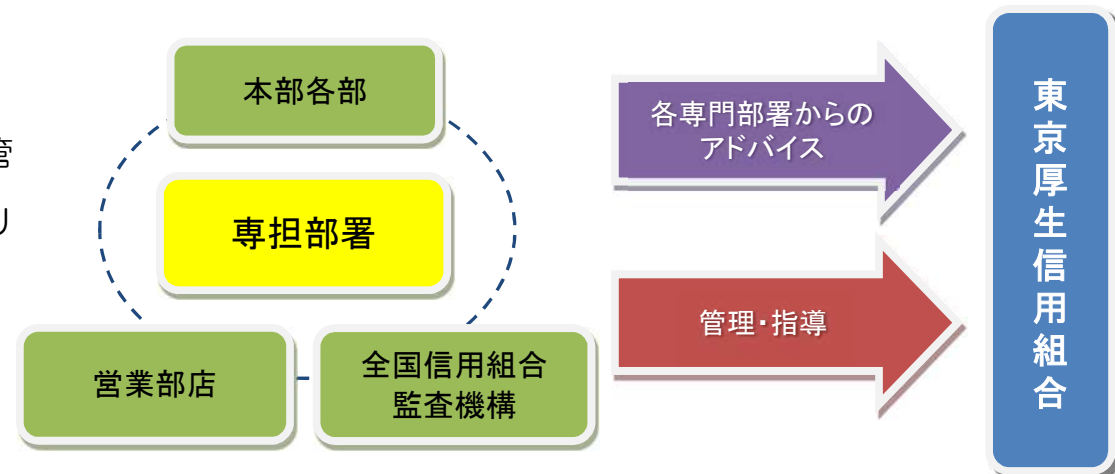 本部各部
管
リ
専担部署
営業部店
全国信用組合
監査機構
各専門部署からの
アドバイス
管理・指導
東京厚生信用組合